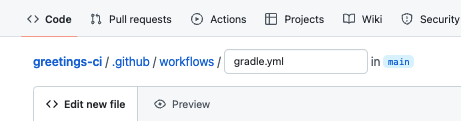 Code Pull requests Actions Projects Wiki Security
greetings-ci / .github / workflows / gradle.yml in main
Edit new file Preview